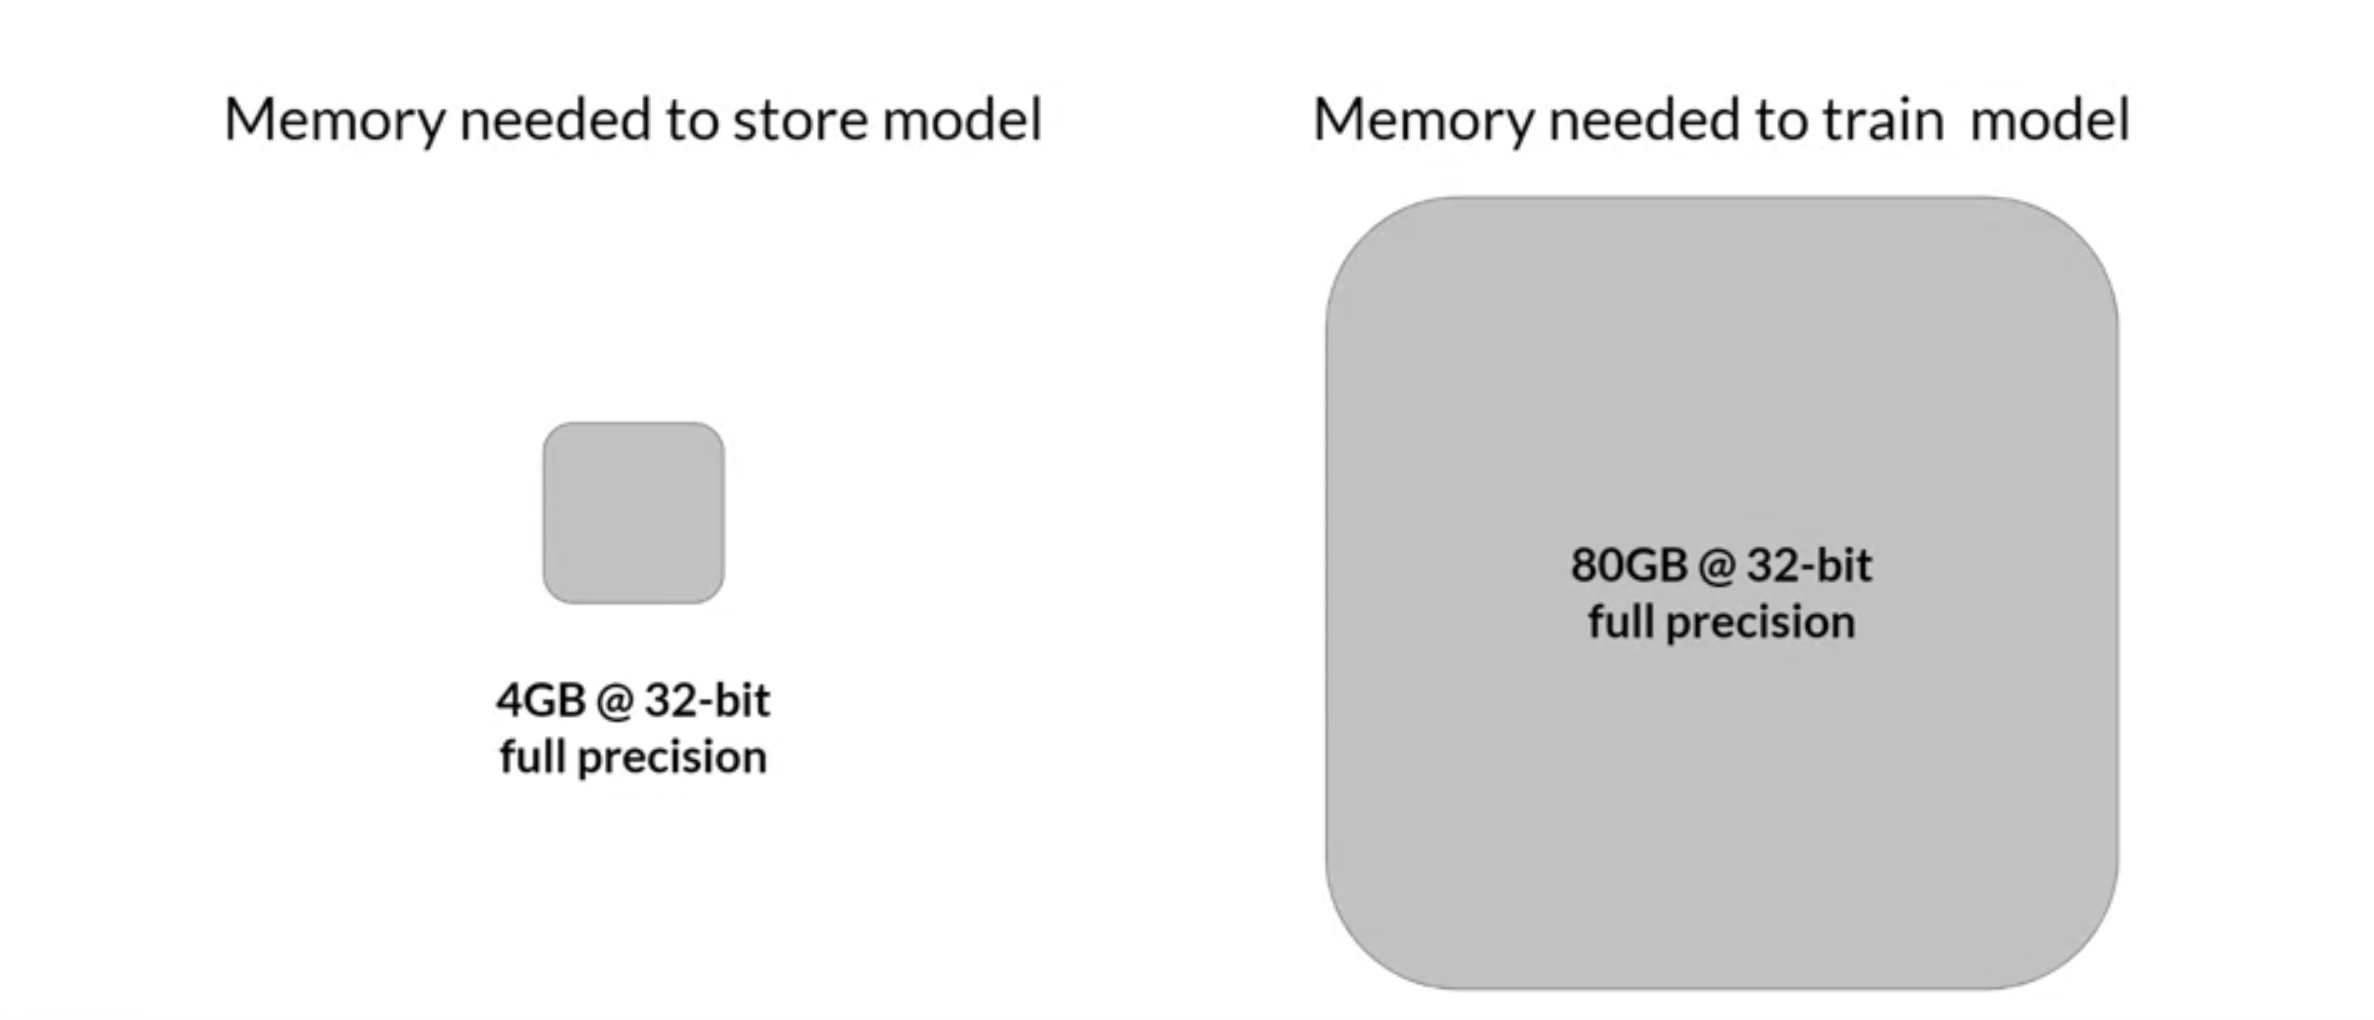 Memory needed to store model
4GB @ 32-bit
full precision
Memory needed to train  model
80GB @ 32-bit
full precision